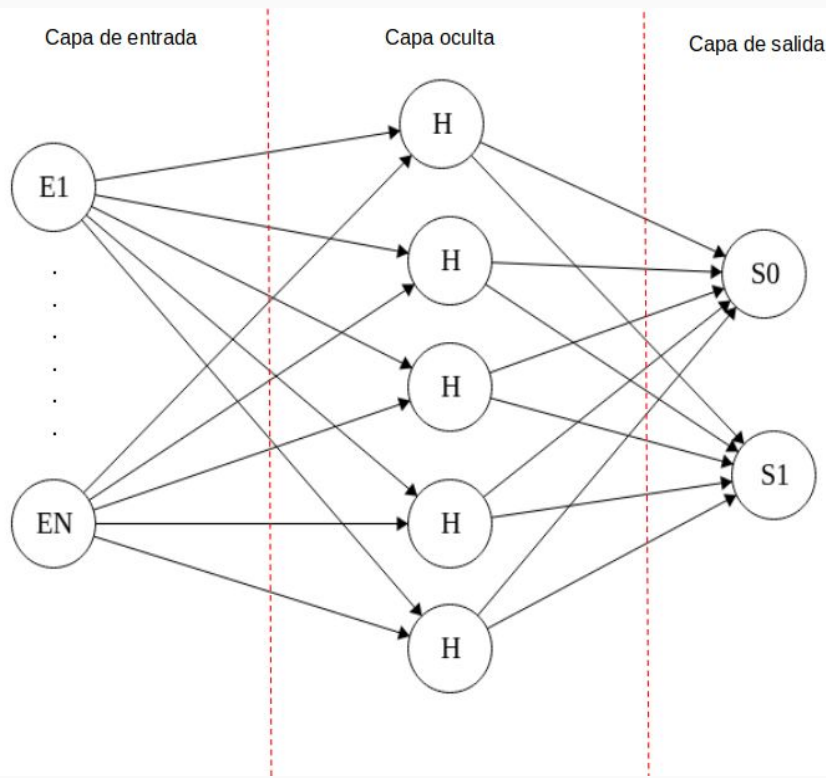 Capa de entrada
Capa oculta
Capa de salida
E1
EN
H
H
H
H
H
S0
S1